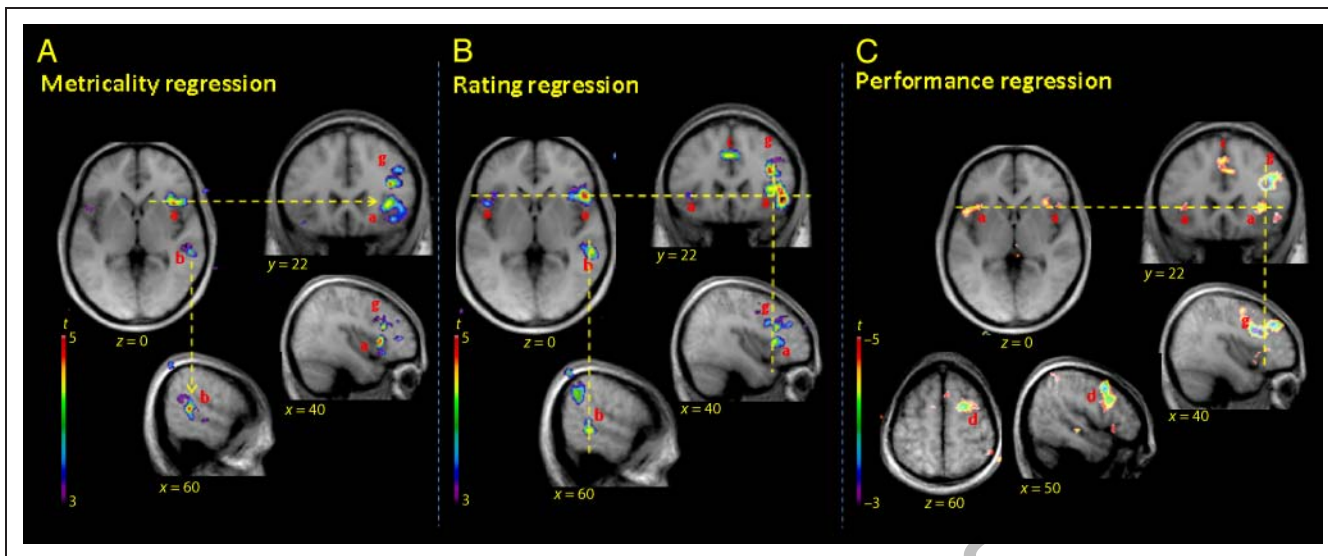 A
Metricality regression
g
a
a
b
y = 22
t
5
z = 0
g
a
b
x = 40
3
x = 60
B
Rating regression
g
a
a
a
a
b
y = 22
t
5
z = 0
g
a
b
x = 40
3
x = 60
C
Performance regression
g
a
a
a
a
y = 22
t
−5
z = 0
g
d
d
x = 40
−3
z = 60
x = 50